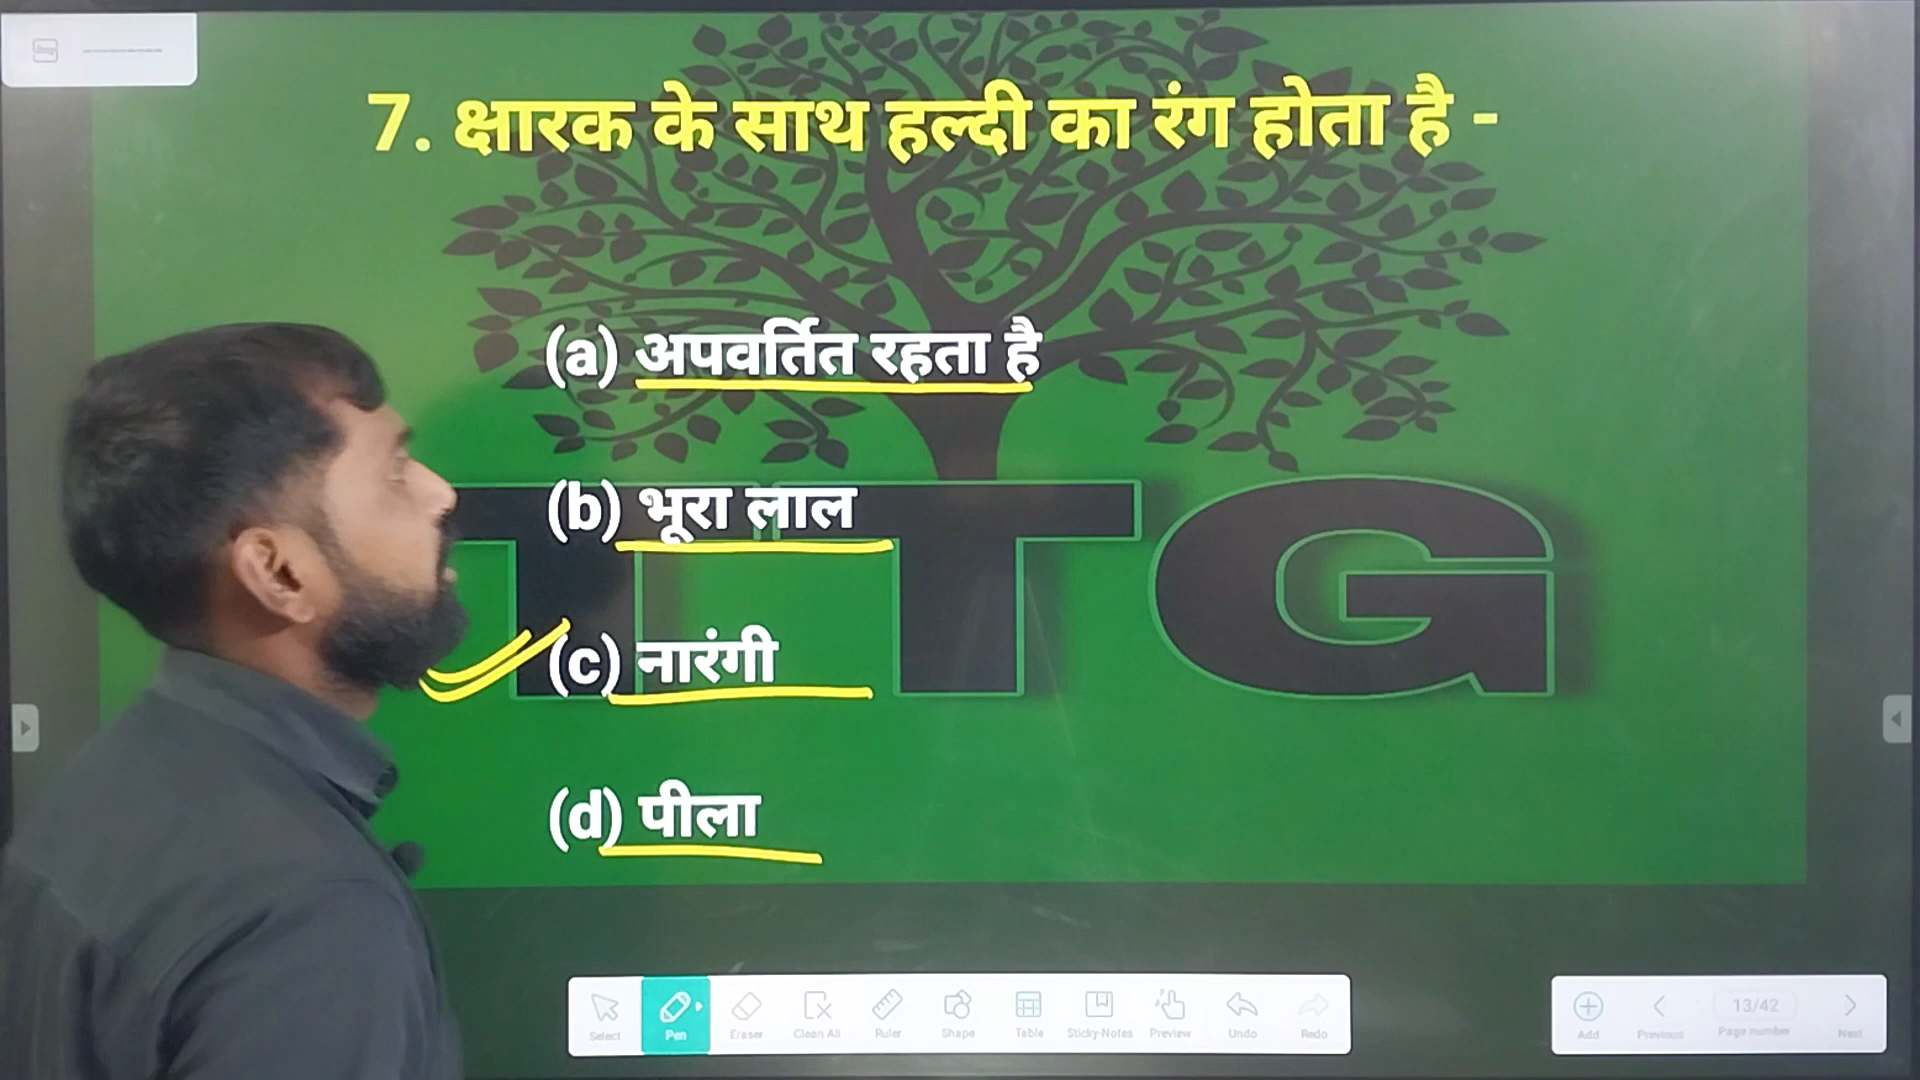 7. क्षारक के साथ हल्दी का रंग होता है -
(a) अपवर्तित रहता है
(b) भूरा लाल
(c) नारंगी
(d) पीला
TTG
Select
Pen
Eraser
Clean All
Ruler
Shape
Table
Sticky-Notes
Preview
Undo
Redo
Add
Previous
13/42
Page number
Next